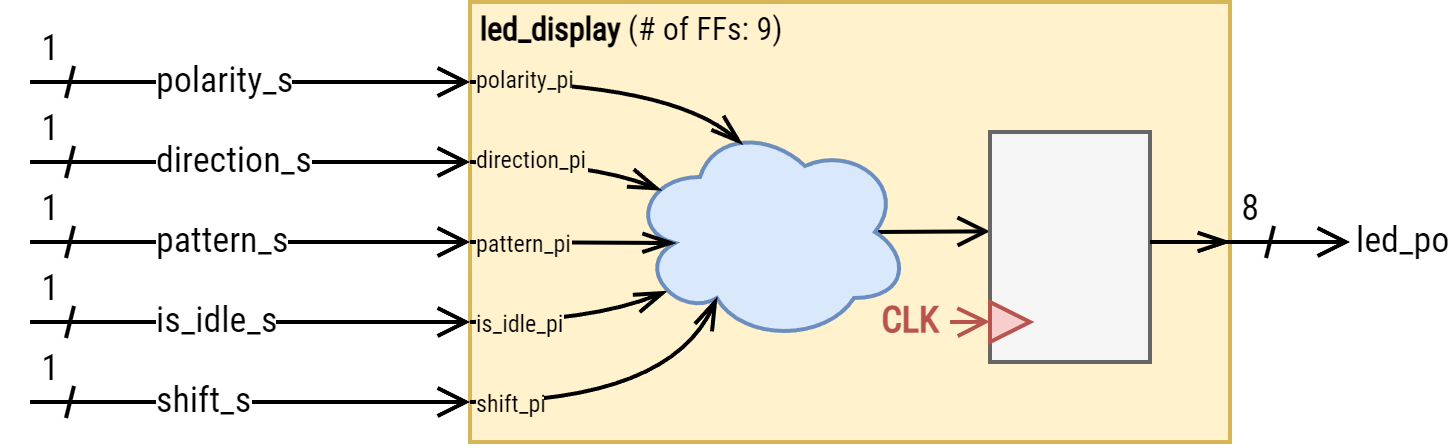 led_display (# of FFs: 9)
1
polarity_s
polarity_pi
1
direction_s
direction_pi
1
pattern_s
pattern_pi
8
led_po
1
is_idle_s
is_idle_pi
CLK
1
shift_s
shift_pi